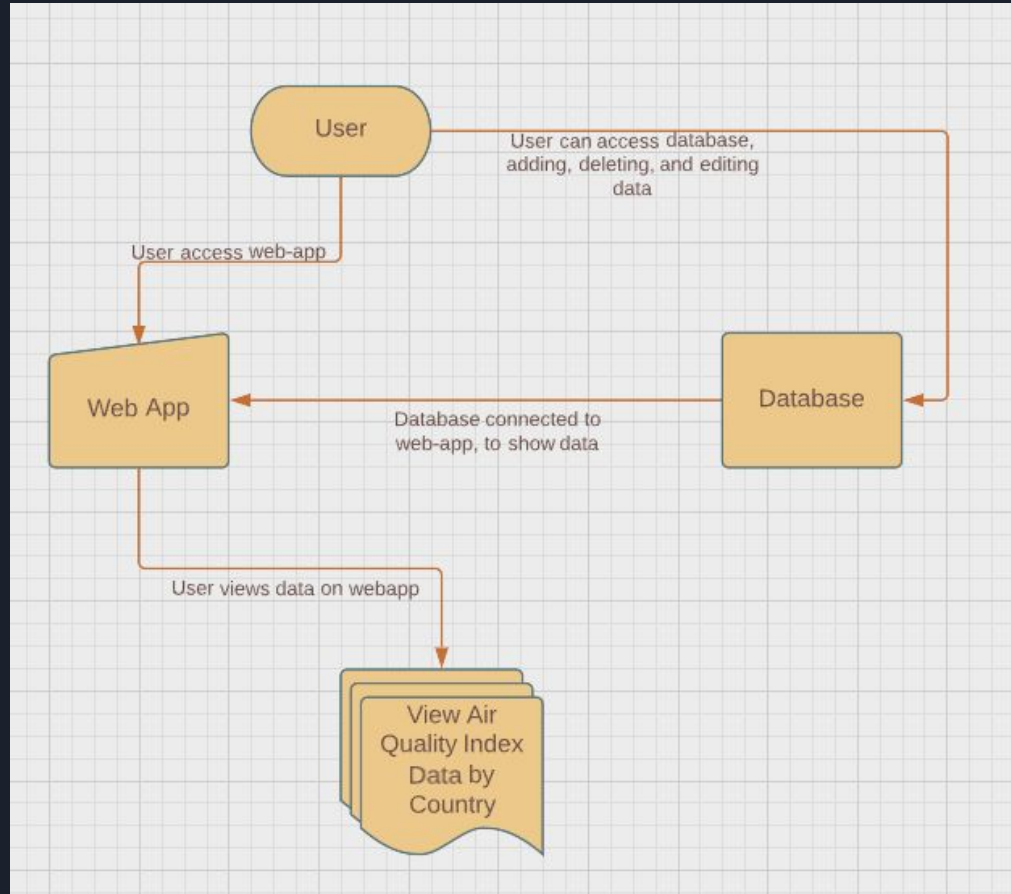 User
User can access database,
adding, deleting, and editing
data
User access web-app
Web App
Database
Database connected to
web-app, to show data
User views data on webapp
View Air
Quality Index
Data by
Country